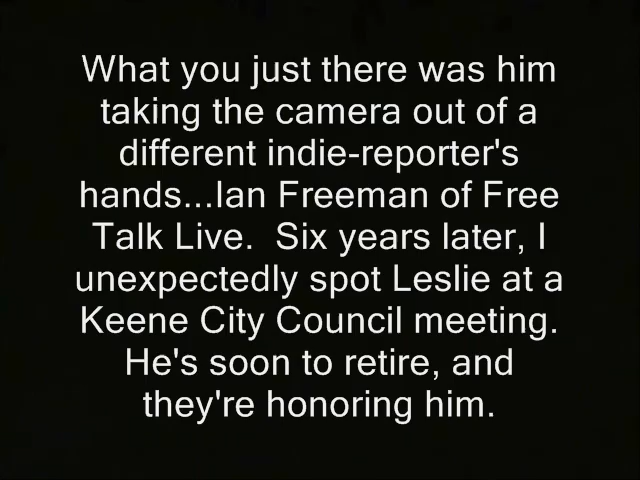 What you just there was him
taking the camera out of a
different indie-reporter's
hands...Ian Freeman of Free
Talk Live.  Six years later, I
unexpectedly spot Leslie at a
Keene City Council meeting.
He's soon to retire, and
they're honoring him.